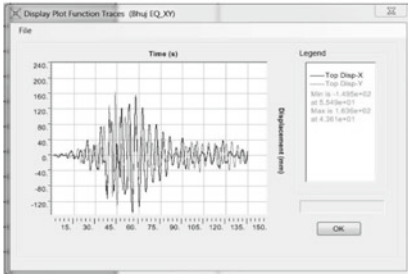 Display Plot Function Traces (Bhuj EQ_XY)
File
Time (s)
Legend
240.
200.
160.
120.
80.
40.
0.
-40.
-80.
-120.
15. 30. 45. 60. 75. 90. 105. 120. 135. 150.
Displacement (mm)
Top Disp-X
Top Disp-Y
Min is -1.495e+02
at 5.549e+01
Max is 1.636e+02
at 4.361e+01
OK